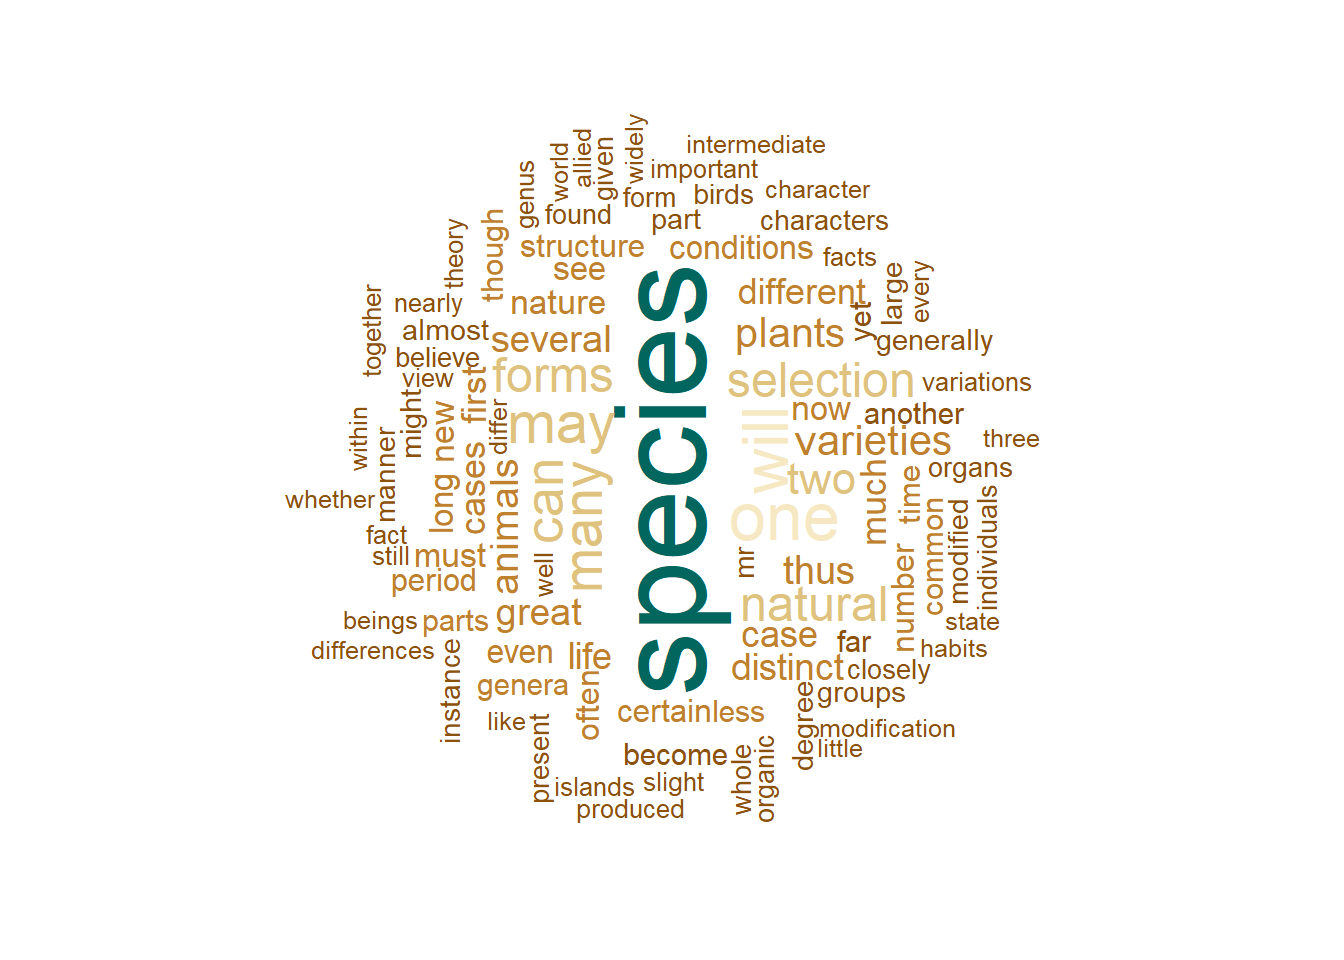 species
one
will
many
may
can
natural
selection
forms
two
varieties
plants
animals
great
several
thus
distinct
life
much
different
first
cases
case
new
long
must
nature
number
conditions
structure
see
though
now
time
common
certainless
often
even
genera
parts
period
almost
believe
might
view
differ
nearly
together
theory
genus
found
world
allied
given
widely
intermediate
important
form
birds
character
part
characters
facts
large
every
yet
generally
variations
another
three
organs
modified
individuals
state
habits
far
closely
groups
degree
modification
little
mr
well
within
manner
whether
fact
still
beings
differences
instance
like
present
become
islands
slight
produced
whole
organic